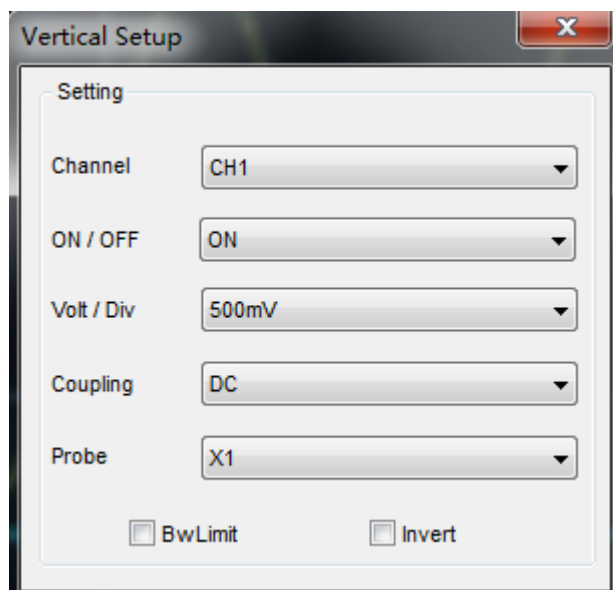 Vertical Setup
Setting
Channel CH1
ON / OFF ON
Volt / Div 500mV
Coupling DC
Probe X1
BwLimit Invert